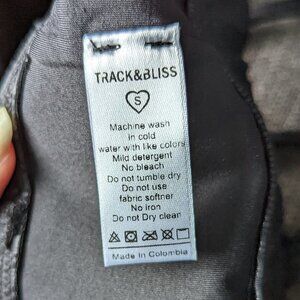 TRACK&BLISS
S
Machine wash
in cold
water with like colors
Mild detergent
No bleach
Do not tumble dry
Do not use
fabric softner
No iron
Do not Dry clean
Made in Colombia